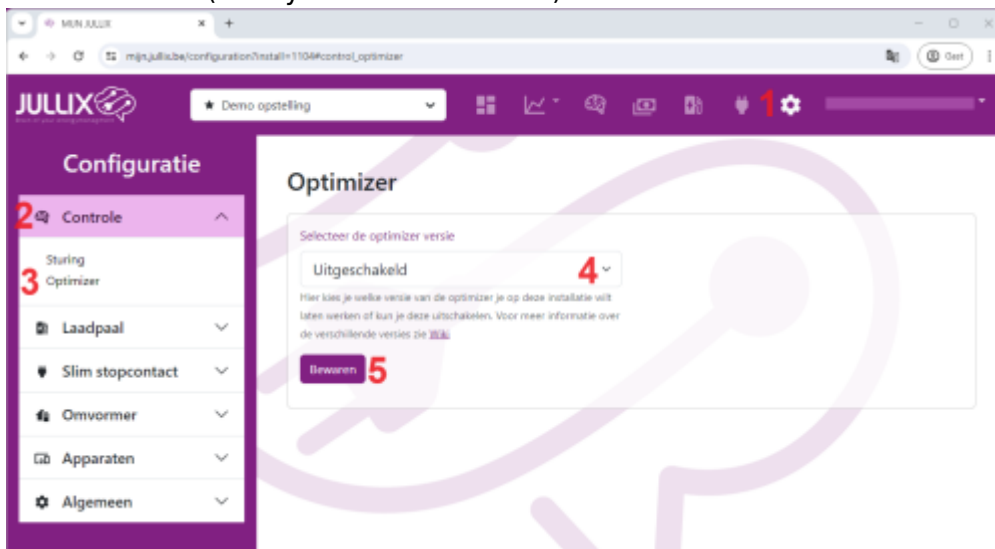 MIJN JULLIX
mijn.jullix.be/configuration?install=1104#control_optimizer
Gast
JULLIX
Demo opstelling
1
Configuratie
Optimizer
2 Controle
Selecteer de optimizer versie
Sturing
Uitgeschakeld 4
3 Optimizer
Hier kies je welke versie van de optimizer je op deze installatie wilt
laten werken of kun je deze uitschakelen. Voor meer informatie over
de verschillende versies zie Wiki
Laadpaal
Bewaren 5
Slim stopcontact
Omvormer
Apparaten
Algemeen